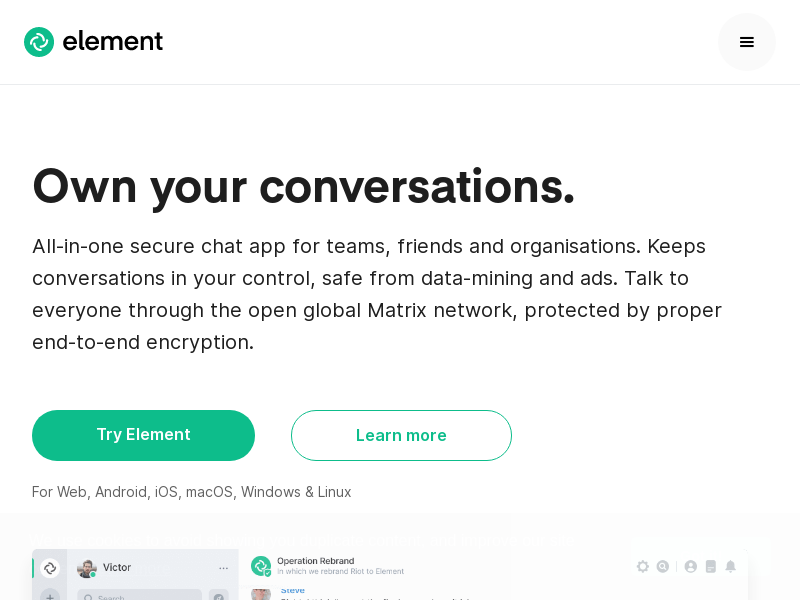 element
Own your conversations.
All-in-one secure chat app for teams, friends and organisations. Keeps
conversations in your control, safe from data-mining and ads. Talk to
everyone through the open global Matrix network, protected by proper
end-to-end encryption.
Try Element
Learn more
For Web, Android, iOS, macOS, Windows & Linux
Victor
Operation Rebrand
in which we rebrand Riot to Element
Search
Steve